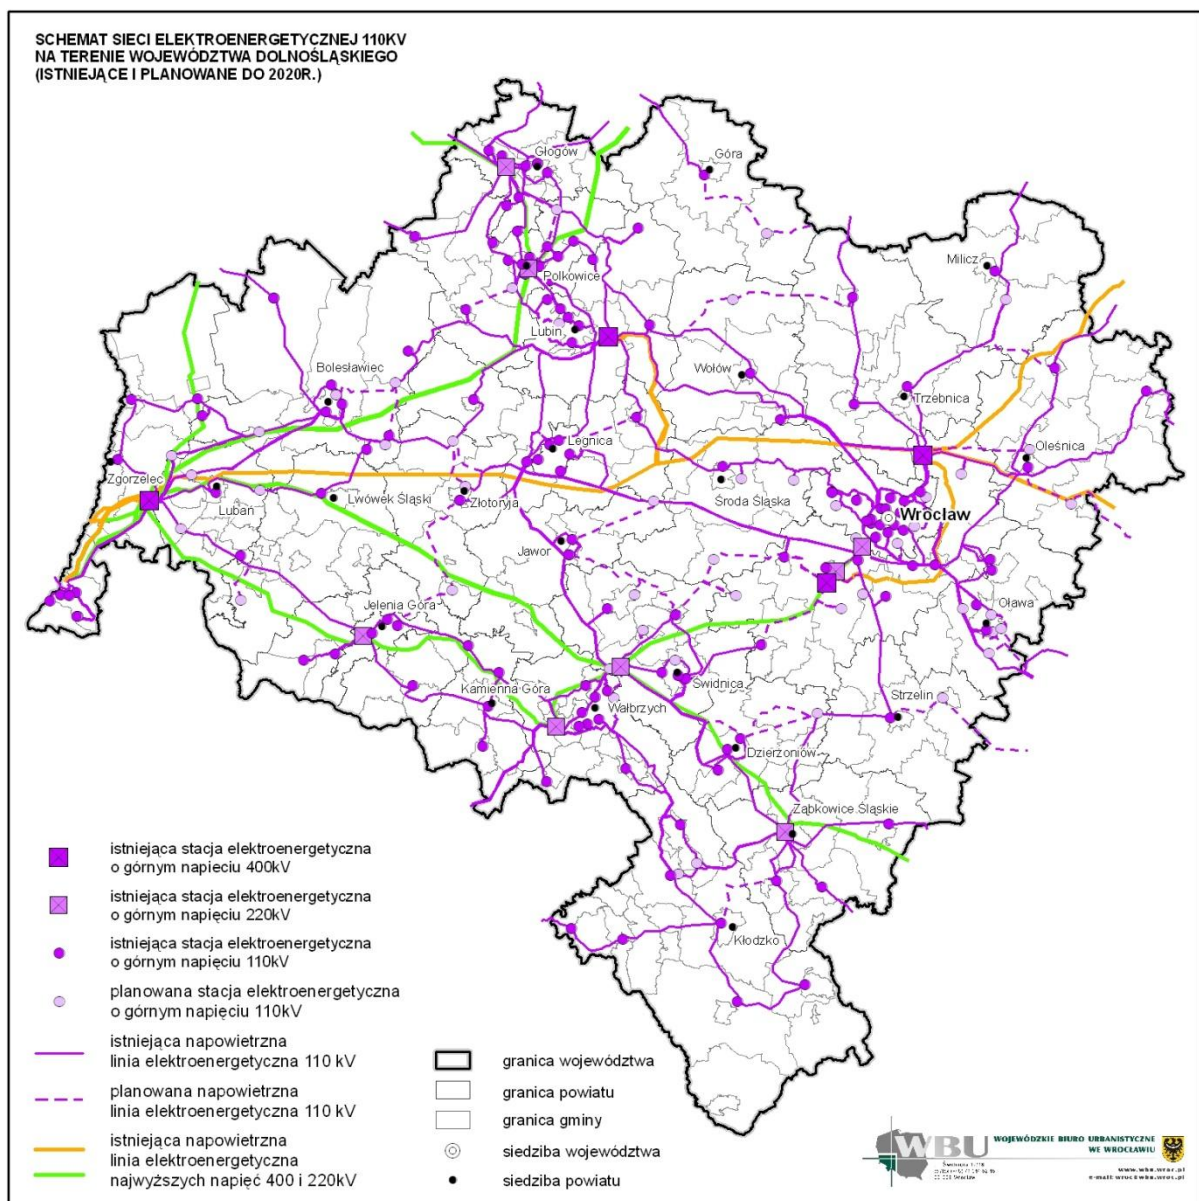 SCHEMAT SIECI ELEKTROENERGETYCZNEJ 110KV
NA TERENIE WOJEWÓDZTWA DOLNOŚLĄSKIEGO
(ISTNIEJĄCE I PLANOWANE DO 2020R.)
Głogów
Góra
Milicz
Polkowice
Lubin
Bolesławiec
Wołów
Trzebnica
Legnica
Oleśnica
Zgorzelec
Lubań
Lwówek Śląski
Złotoryja
Środa Śląska
Wrocław
Jawor
Jelenia Góra
Oława
Kamienna Góra
Świdnica
Strzelin
Wałbrzych
Dzierżoniów
Ząbkowice Śląskie
Kłodzko
istniejąca stacja elektroenergetyczna
o górnym napięciu 400kV
istniejąca stacja elektroenergetyczna
o górnym napięciu 220kV
istniejąca stacja elektroenergetyczna
o górnym napięciu 110kV
planowana stacja elektroenergetyczna
o górnym napięciu 110kV
istniejąca napowietrzna
linia elektroenergetyczna 110 kV
planowana napowietrzna
linia elektroenergetyczna 110 kV
istniejąca napowietrzna
linia elektroenergetyczna
najwyższych napięć 400 i 220kV
granica województwa
granica powiatu
granica gminy
siedziba województwa
siedziba powiatu
WBU
WOJEWÓDZKIE BIURO URBANISTYCZNE
WE WROCŁAWIU